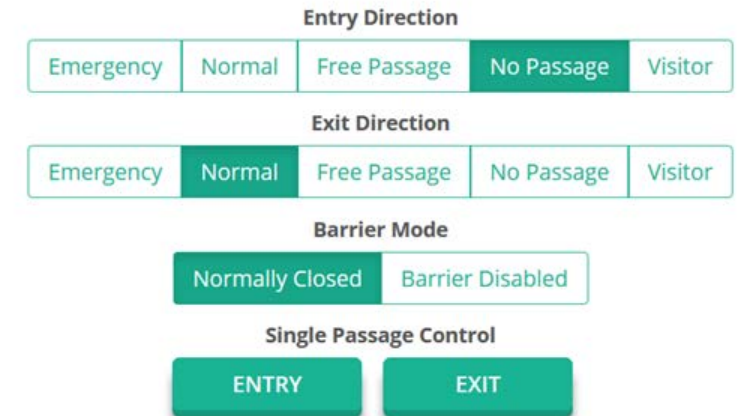 Entry Direction
Emergency Normal Free Passage No Passage Visitor
Exit Direction
Emergency Normal Free Passage No Passage Visitor
Barrier Mode
Normally Closed Barrier Disabled
Single Passage Control
ENTRY EXIT